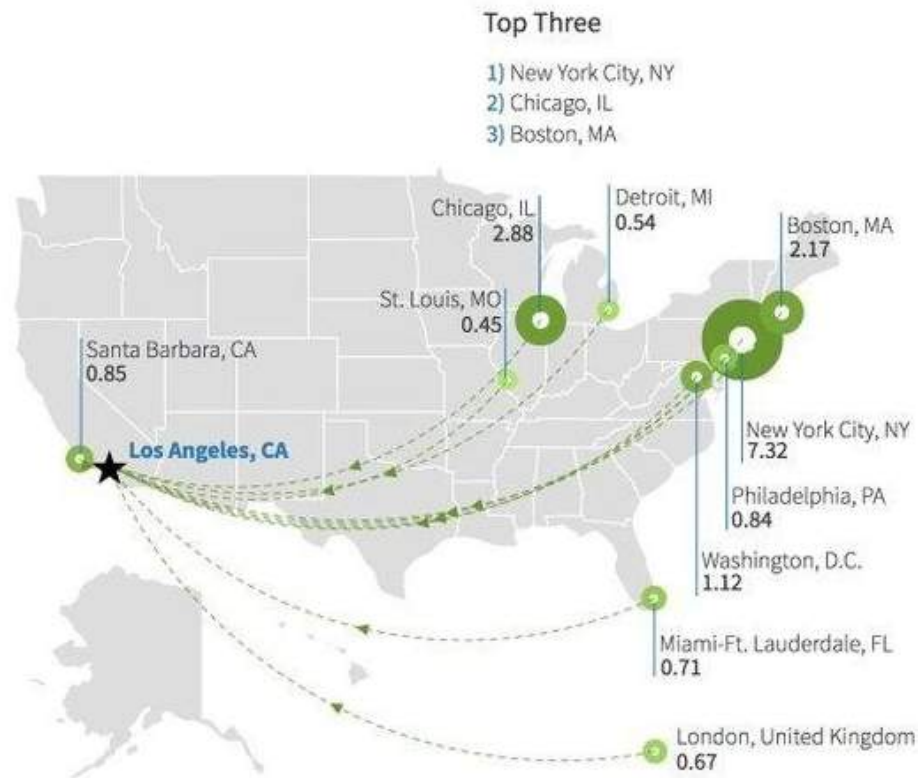 Top Three
1) New York City, NY
2) Chicago, IL
3) Boston, MA
Chicago, IL
2.88
Detroit, MI
0.54
Boston, MA
2.17
St. Louis, MO
0.45
Santa Barbara, CA
0.85
Los Angeles, CA
New York City, NY
7.32
Philadelphia, PA
0.84
Washington, D.C.
1.12
Miami-Ft. Lauderdale, FL
0.71
London, United Kingdom
0.67